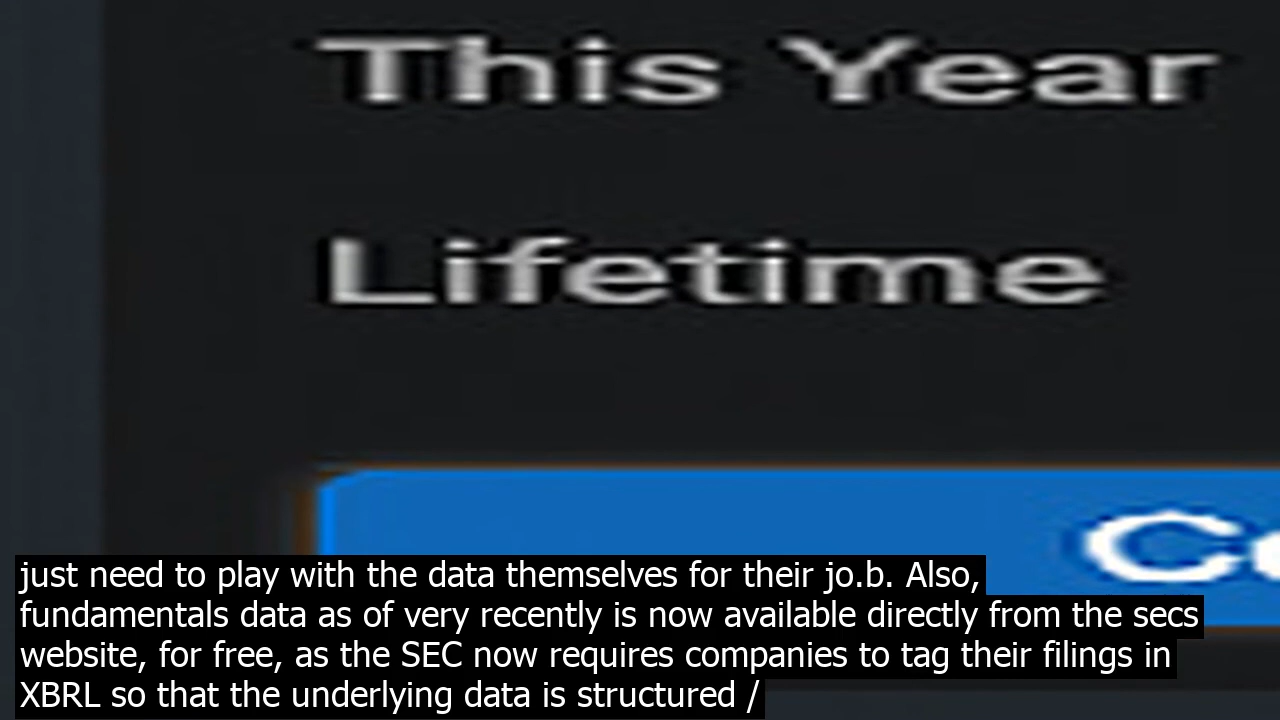 This Year
Lifetime
just need to play with the data themselves for their jo.b. Also,
fundamentals data as of very recently is now available directly from the secs
website, for free, as the SEC now requires companies to tag their filings in
XBRL so that the underlying data is structured /